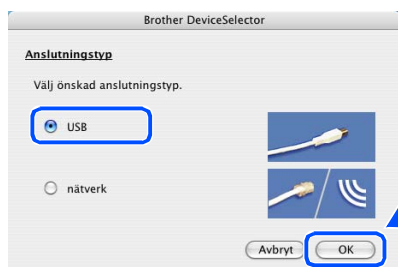 Brother DeviceSelector
Anslutningstyp
Välj önskad anslutningstyp.
USB
nätverk
Avbryt OK